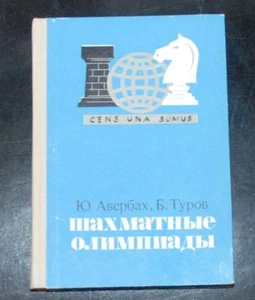 GENS UNA SUMUS
Ю. Авербах, Б. Туров
шахматные
олимпиады